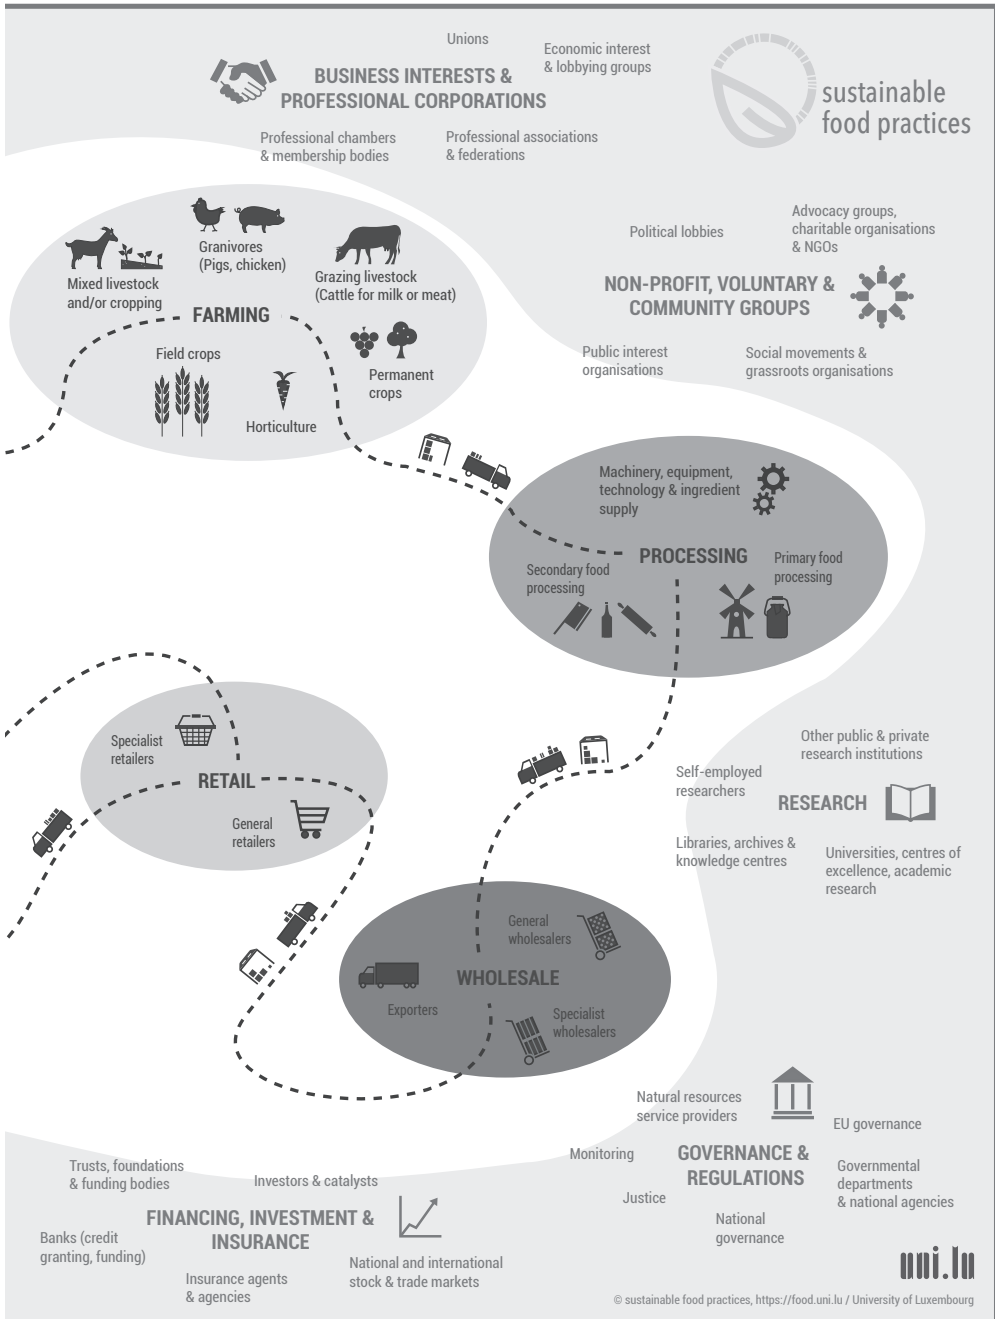 Unions
Economic interest
& lobbying groups
BUSINESS INTERESTS &
PROFESSIONAL CORPORATIONS
Professional chambers
& membership bodies
Professional associations
& federations
sustainable
food practices
Granivores
(Pigs, chicken)
Mixed livestock
and/or cropping
Grazing livestock
(Cattle for milk or meat)
FARMING
Field crops
Permanent
crops
Horticulture
Political lobbies
Advocacy groups,
charitable organisations
& NGOs
NON-PROFIT, VOLUNTARY &
COMMUNITY GROUPS
Public interest
organisations
Social movements &
grassroots organisations
Machinery, equipment,
technology & ingredient
supply
PROCESSING
Secondary food
processing
Primary food
processing
Specialist
retailers
RETAIL
General
retailers
Other public & private
research institutions
Self-employed
researchers
RESEARCH
Libraries, archives &
knowledge centres
Universities, centres of
excellence, academic
research
General
wholesalers
WHOLESALE
Exporters
Specialist
wholesalers
Natural resources
service providers
EU governance
Monitoring
GOVERNANCE &
REGULATIONS
Governmental
departments
& national agencies
Justice
National
governance
Trusts, foundations
& funding bodies
Investors & catalysts
FINANCING, INVESTMENT &
INSURANCE
Banks (credit
granting, funding)
National and international
stock & trade markets
Insurance agents
& agencies
uni.lu
© sustainable food practices, https://food.uni.lu / University of Luxembourg